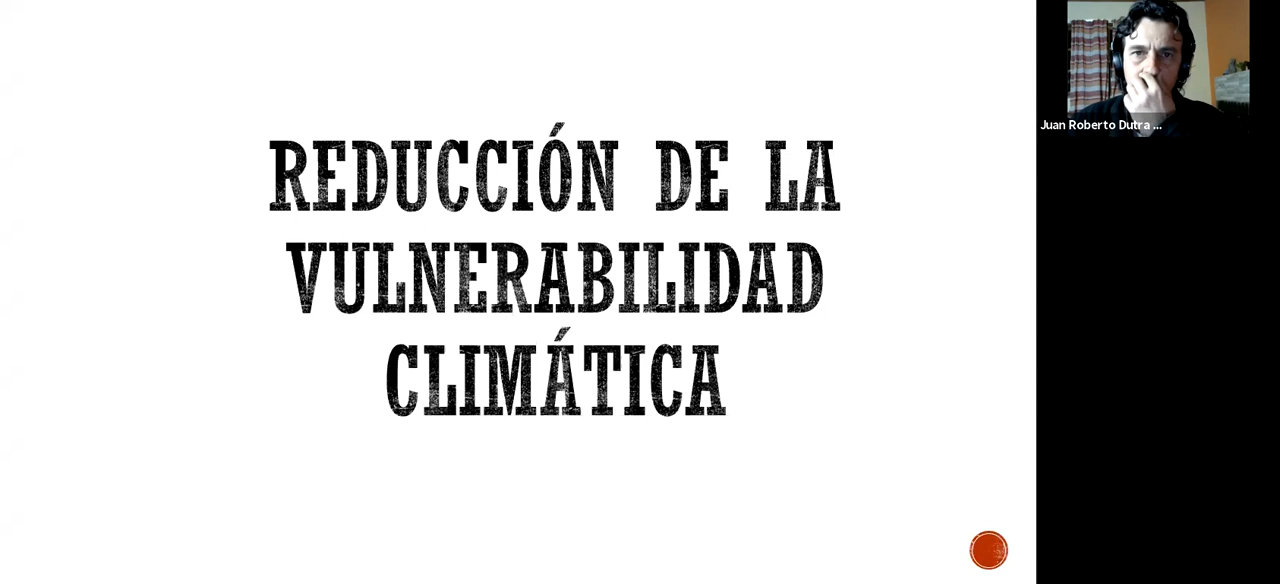 REDUCCIÓN DE LA
VULNERABILIDAD
CLIMÁTICA
Juan Roberto Dutra ...